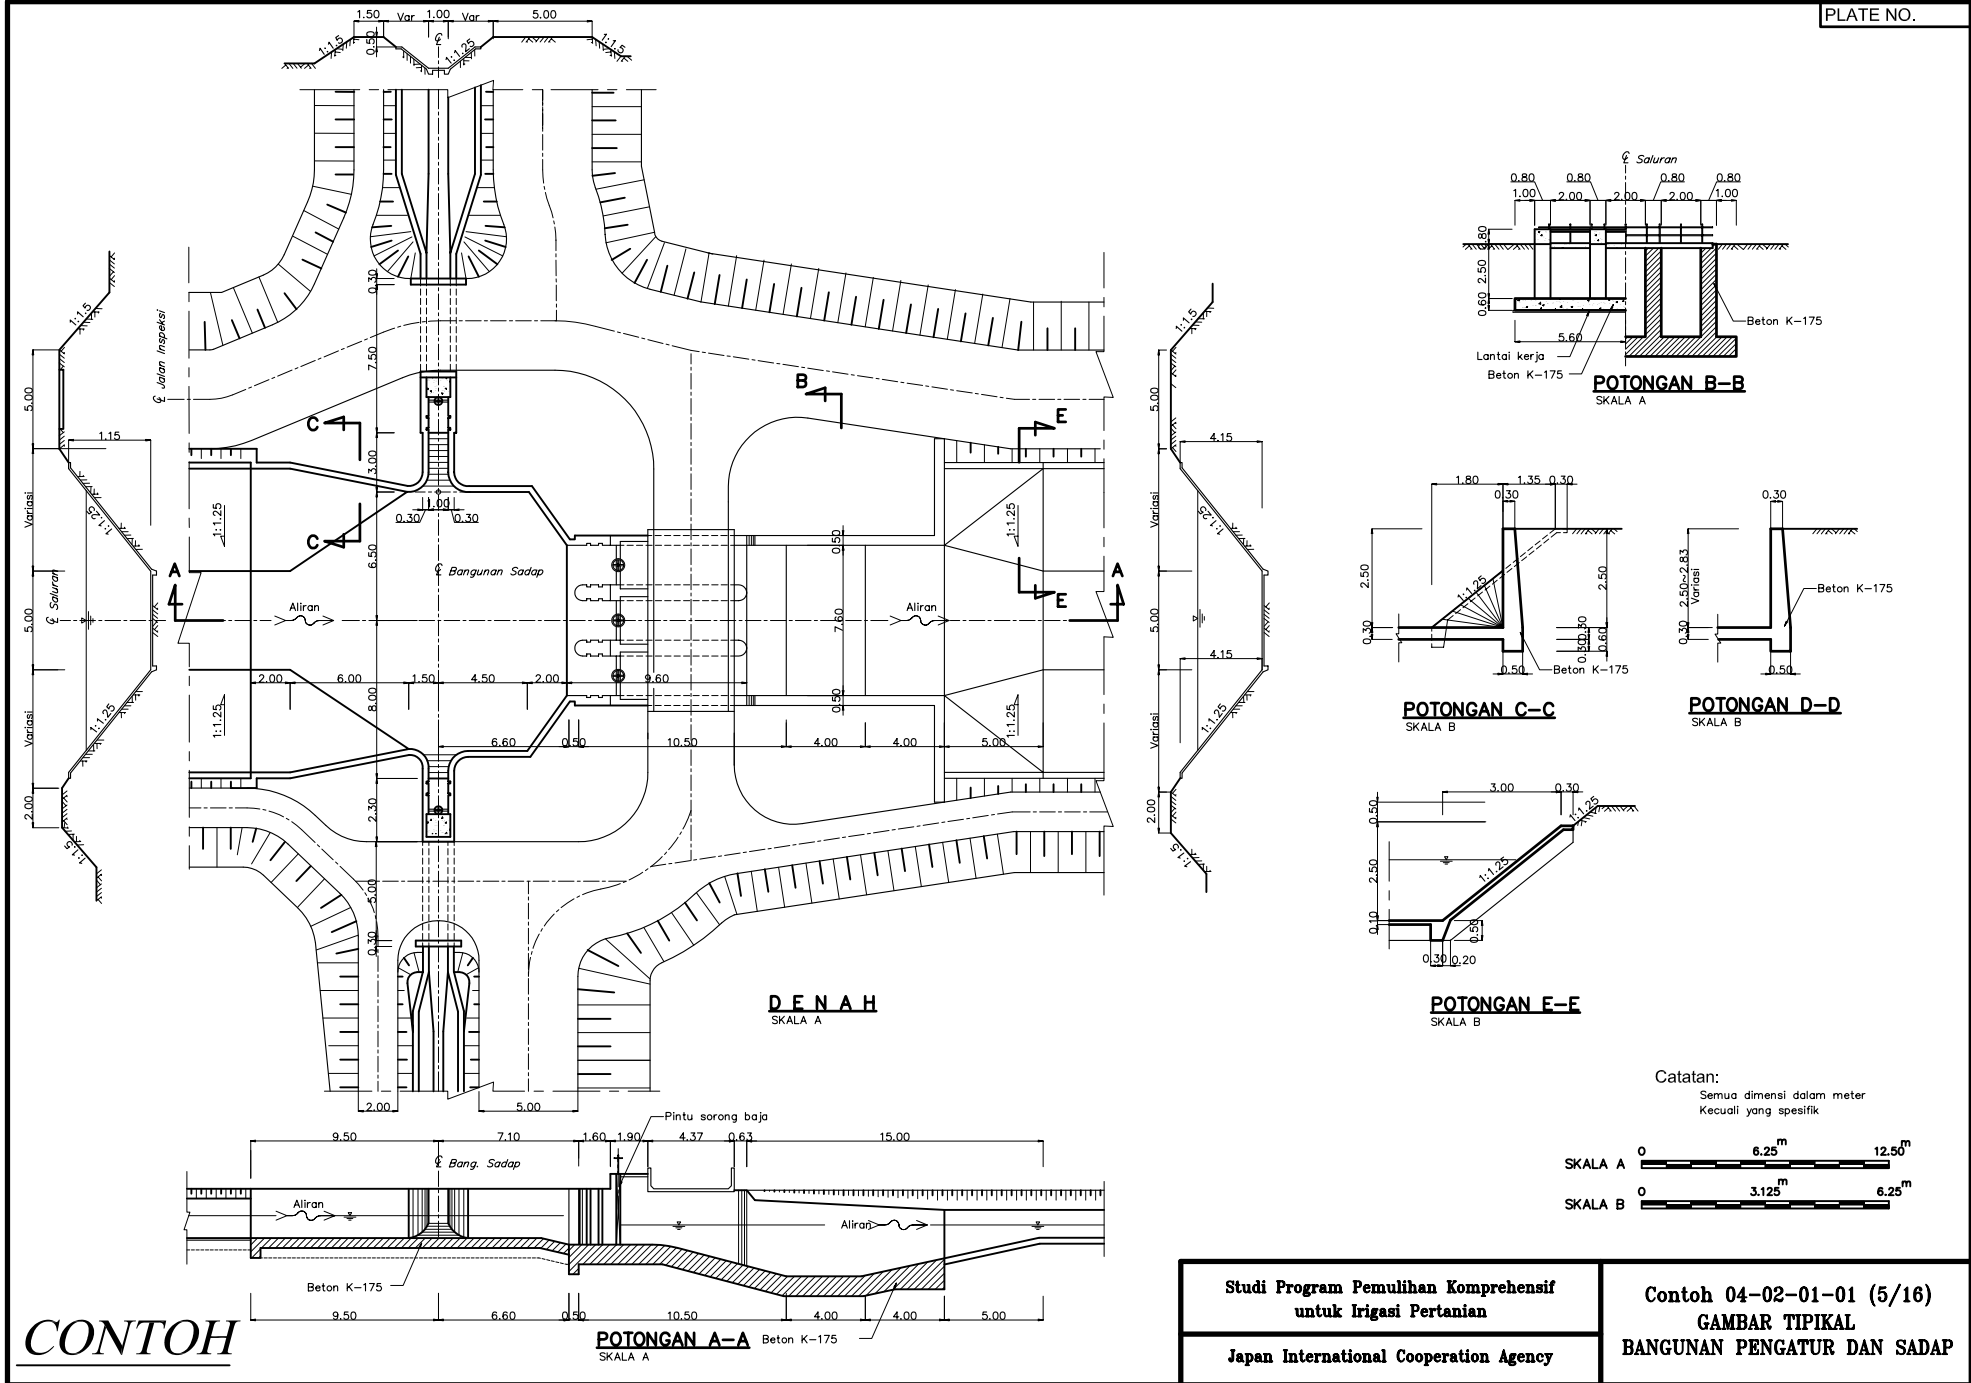 PLATE NO.
1.50 Var 1.00 Var 5.00
1:1.5 0.50 ℄ 1:1.25 1:1.5
℄ Saluran
0.80 0.80 0.80 0.80
1.00 2.00 2.00 2.00 1.00
0.80
2.50
0.60
5.60
Beton K-175
Lantai kerja
Beton K-175
POTONGAN B-B
SKALA A
1:1.5
5.00
1.15
Variasi
1:1.25
℄ Saluran
5.00
Variasi
1:1.25
2.00
1:1.5
℄ Jalan Inspeksi
0.30
7.50
3.00
6.50
8.00
2.30
5.00
0.30
C
C
B
E
E
A
A
1.00
0.30 0.30
1:1.25
1:1.25
1:1.25
1:1.25
℄ Bangunan Sadap
Aliran
Aliran
0.50
7.60
0.50
2.00 6.00 1.50 4.50 2.00 9.60
6.60 0.50 10.50 4.00 4.00 5.00
2.00 5.00
1:1.5
5.00
4.15
Variasi
1:1.25
5.00
4.15
Variasi
1:1.25
2.00
1:1.5
D E N A H
SKALA A
1.80 1.35 0.30
0.30
2.50
1:1.25
2.50
0.30
0.30
0.30
0.60
0.50
Beton K-175
POTONGAN C-C
SKALA B
0.30
2.50~2.83
Variasi
0.30
Beton K-175
0.50
POTONGAN D-D
SKALA B
3.00 0.30
0.50
1:1.25
2.50
1:1.25
0.10
0.50
0.30 0.20
POTONGAN E-E
SKALA B
Catatan:
Semua dimensi dalam meter
Kecuali yang spesifik
SKALA A 0 6.25 m 12.50 m
SKALA B 0 3.125 m 6.25 m
Pintu sorong baja
9.50 7.10 1.60 1.90 4.37 0.63 15.00
℄ Bang. Sadap
Aliran
Aliran
Beton K-175
9.50 6.60 0.50 10.50 4.00 4.00 5.00
POTONGAN A-A
Beton K-175
SKALA A
CONTOH
Studi Program Pemulihan Komprehensif
untuk Irigasi Pertanian
Japan International Cooperation Agency
Contoh 04-02-01-01 (5/16)
GAMBAR TIPIKAL
BANGUNAN PENGATUR DAN SADAP